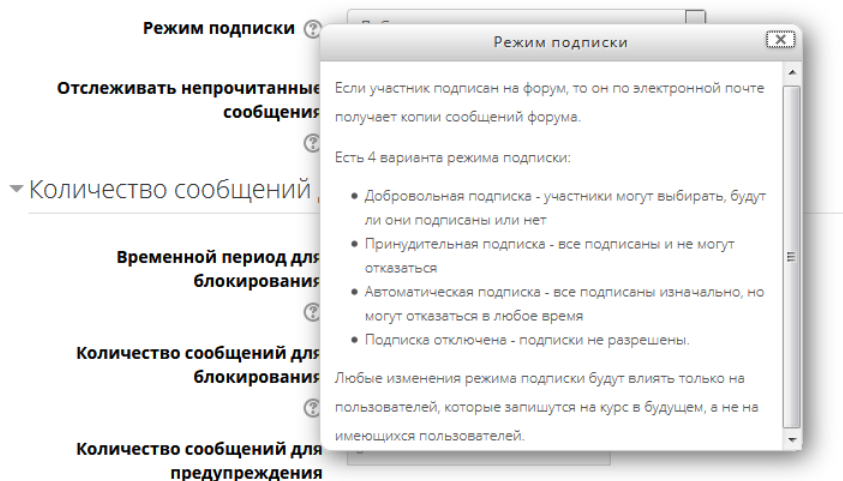 Режим подписки
Режим подписки
Если участник подписан на форум, то он по электронной почте
получает копии сообщений форума.
Есть 4 варианта режима подписки:
Добровольная подписка - участники могут выбирать, будут
ли они подписаны или нет
Принудительная подписка - все подписаны и не могут
отказаться
Автоматическая подписка - все подписаны изначально, но
могут отказаться в любое время
Подписка отключена - подписки не разрешены.
Любые изменения режима подписки будут влиять только на
пользователей, которые запишутся на курс в будущем, а не на
имеющихся пользователей.
Отслеживать непрочитанные
сообщения
Количество сообщений
Временной период для
блокирования
Количество сообщений для
блокирования
Количество сообщений для
предупреждения